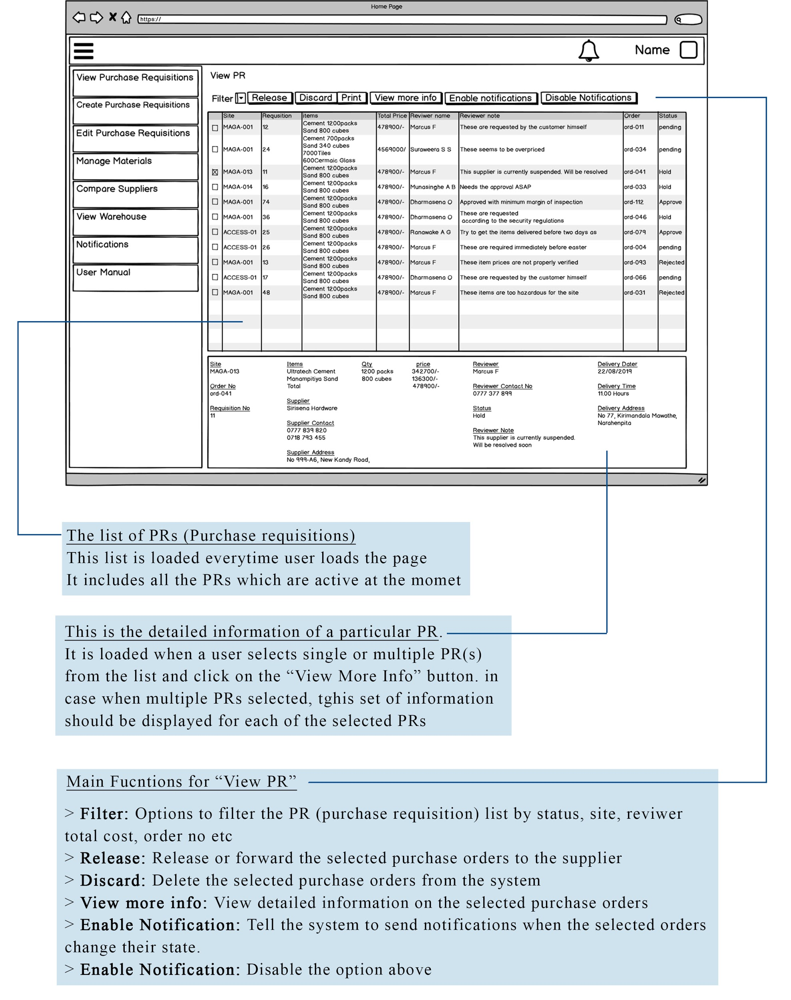 Home Page
https://
Name
View Purchase Requisitions
Create Purchase Requisitions
Edit Purchase Requisitions
Manage Materials
Compare Suppliers
View Warehouse
Notifications
User Manual
View PR
Filter Release Discard Print View more info Enable notifications Disable Notifications
Site Requsition items Total Price Reviwer name Reviewer note Order Status
MAGA-001 12 Cement 1200packs 478900/- Marcus F These are requested by the customer himself ord-011 pending
Sand 800 cubes
MAGA-001 24 Cement 700packs 4569000/ Suraweera S S These seems to be overpriced ord-034 pending
Sand 340 cubes
7000Tiles
600Cermaic Glass
MAGA-013 11 Cement 1200packs 478900/- Marcus F This supplier is currently suspended. Will be resolved ord-041 Hold
Sand 800 cubes
MAGA-014 16 Cement 1200packs 478900/- Munasinghe A B Needs the approval ASAP ord-033 Hold
Sand 800 cubes
MAGA-001 74 Cement 1200packs 478900/- Dharmasena O Approved with minimum margin of inspection ord-112 Approve
Sand 800 cubes
MAGA-001 36 Cement 1200packs 478900/- Dharmasena O These are requested ord-046 Hold
Sand 800 cubes according to the security regulations
ACCESS-01 25 Cement 1200packs 478900/- Ranawake A G Try to get the items delivered before two days as ord-079 Approve
Sand 800 cubes
ACCESS-01 26 Cement 1200packs 478900/- Marcus F These are required immediately before easter ord-004 pending
Sand 800 cubes
MAGA-001 13 Cement 1200packs 478900/- Marcus F These item prices are not properly verified ord-093 Rejected
Sand 800 cubes
ACCESS-01 17 Cement 1200packs 478900/- Dharmasena O These are requested by the customer himself ord-066 pending
Sand 800 cubes
MAGA-001 48 Cement 1200packs 478900/- Marcus F These items are too hazardous for the site ord-031 Rejected
Sand 800 cubes
Site
MAGA-013
Order No
ord-041
Requisition No
11
Items Qty price
Ultratech Cement 1200 packs 342700/-
Manampitiya Sand 800 cubes 136300/-
Total 478900/-
Supplier
Sirisena Hardware
Supplier Contact
0777 839 820
0718 793 455
Supplier Address
No 999-A6, New Kandy Road,
Reviewer
Marcus F
Reviewer Contact No
0777 377 899
Status
Hold
Reviewer Note
This supplier is currently suspended.
Will be resolved soon
Delivery Dater
22/08/2019
Delivery Time
11.00 Hours
Delivery Address
No 77, Kirimandala Mawathe,
Narahenpita
The list of PRs (Purchase requisitions)
This list is loaded everytime user loads the page
It includes all the PRs which are active at the momet
This is the detailed information of a particular PR.
It is loaded when a user selects single or multiple PR(s)
from the list and click on the “View More Info” button. in
case when multiple PRs selected, tghis set of information
should be displayed for each of the selected PRs
Main Fucntions for “View PR”
> Filter: Options to filter the PR (purchase requisition) list by status, site, reviwer
total cost, order no etc
> Release: Release or forward the selected purchase orders to the supplier
> Discard: Delete the selected purchase orders from the system
> View more info: View detailed information on the selected purchase orders
> Enable Notification: Tell the system to send notifications when the selected orders
change their state.
> Enable Notification: Disable the option above